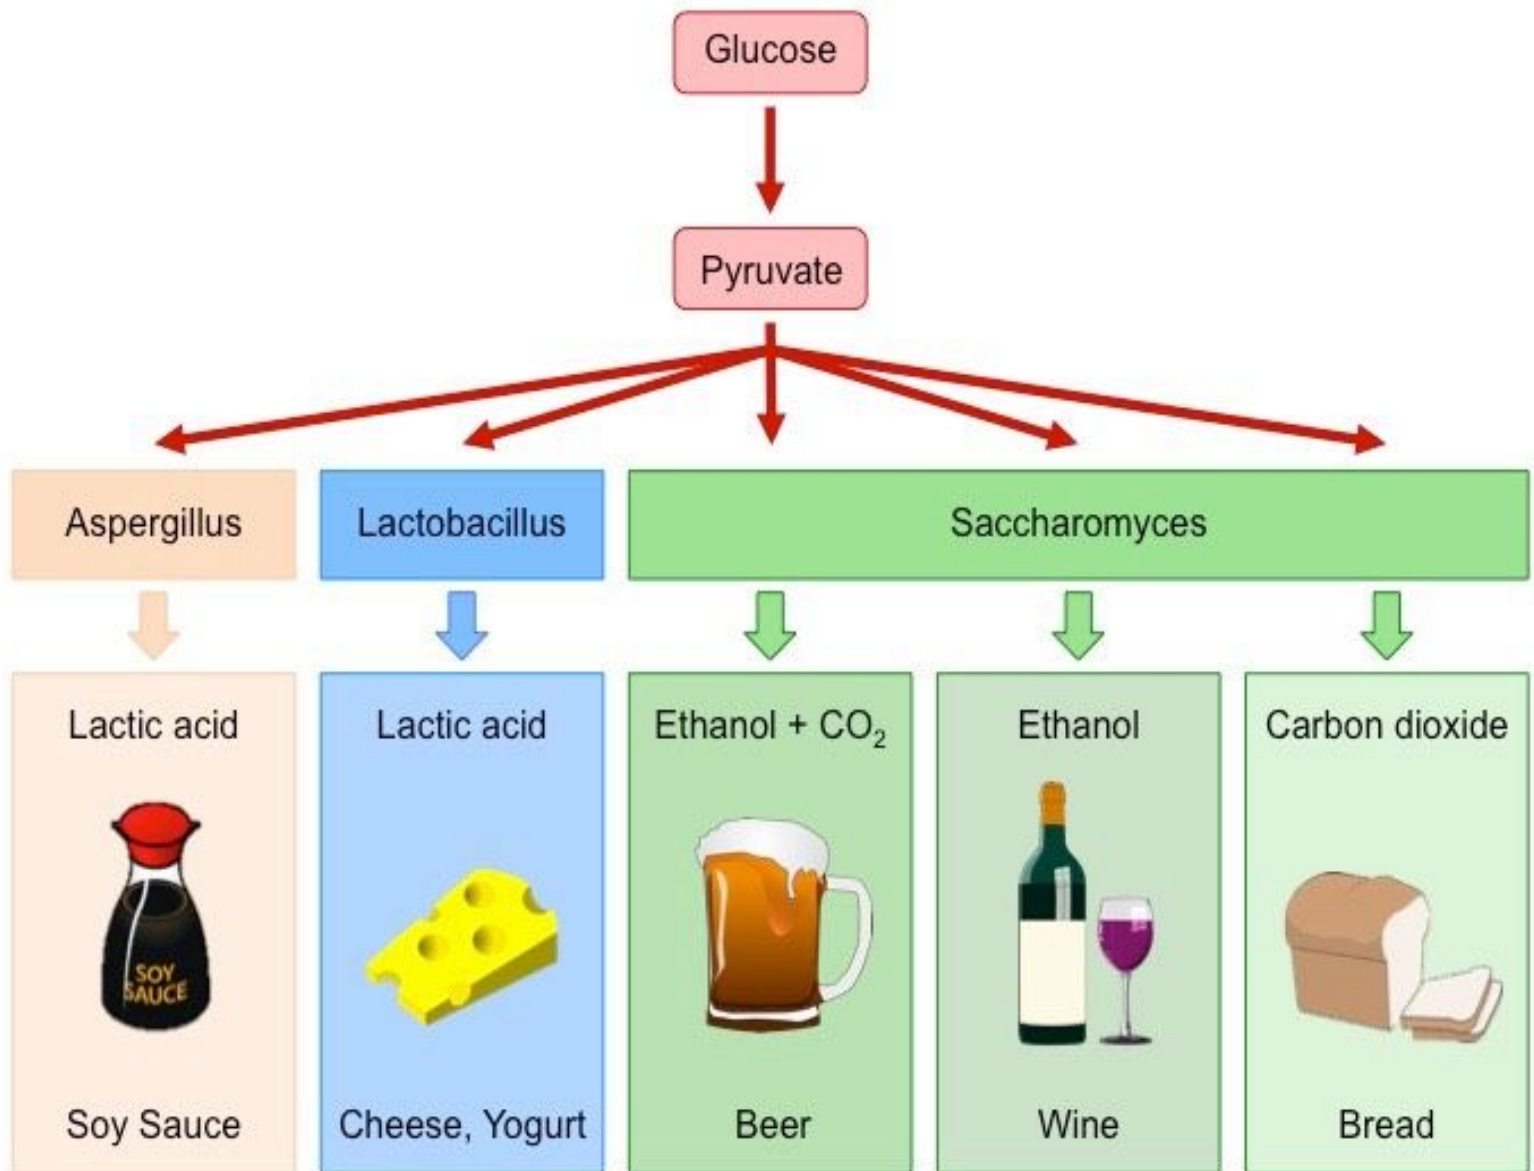 Glucose
Pyruvate
Aspergillus
Lactobacillus
Saccharomyces
Lactic acid
Lactic acid
Ethanol + CO₂
Ethanol
Carbon dioxide
SOY
SAUCE
Soy Sauce
Cheese, Yogurt
Beer
Wine
Bread